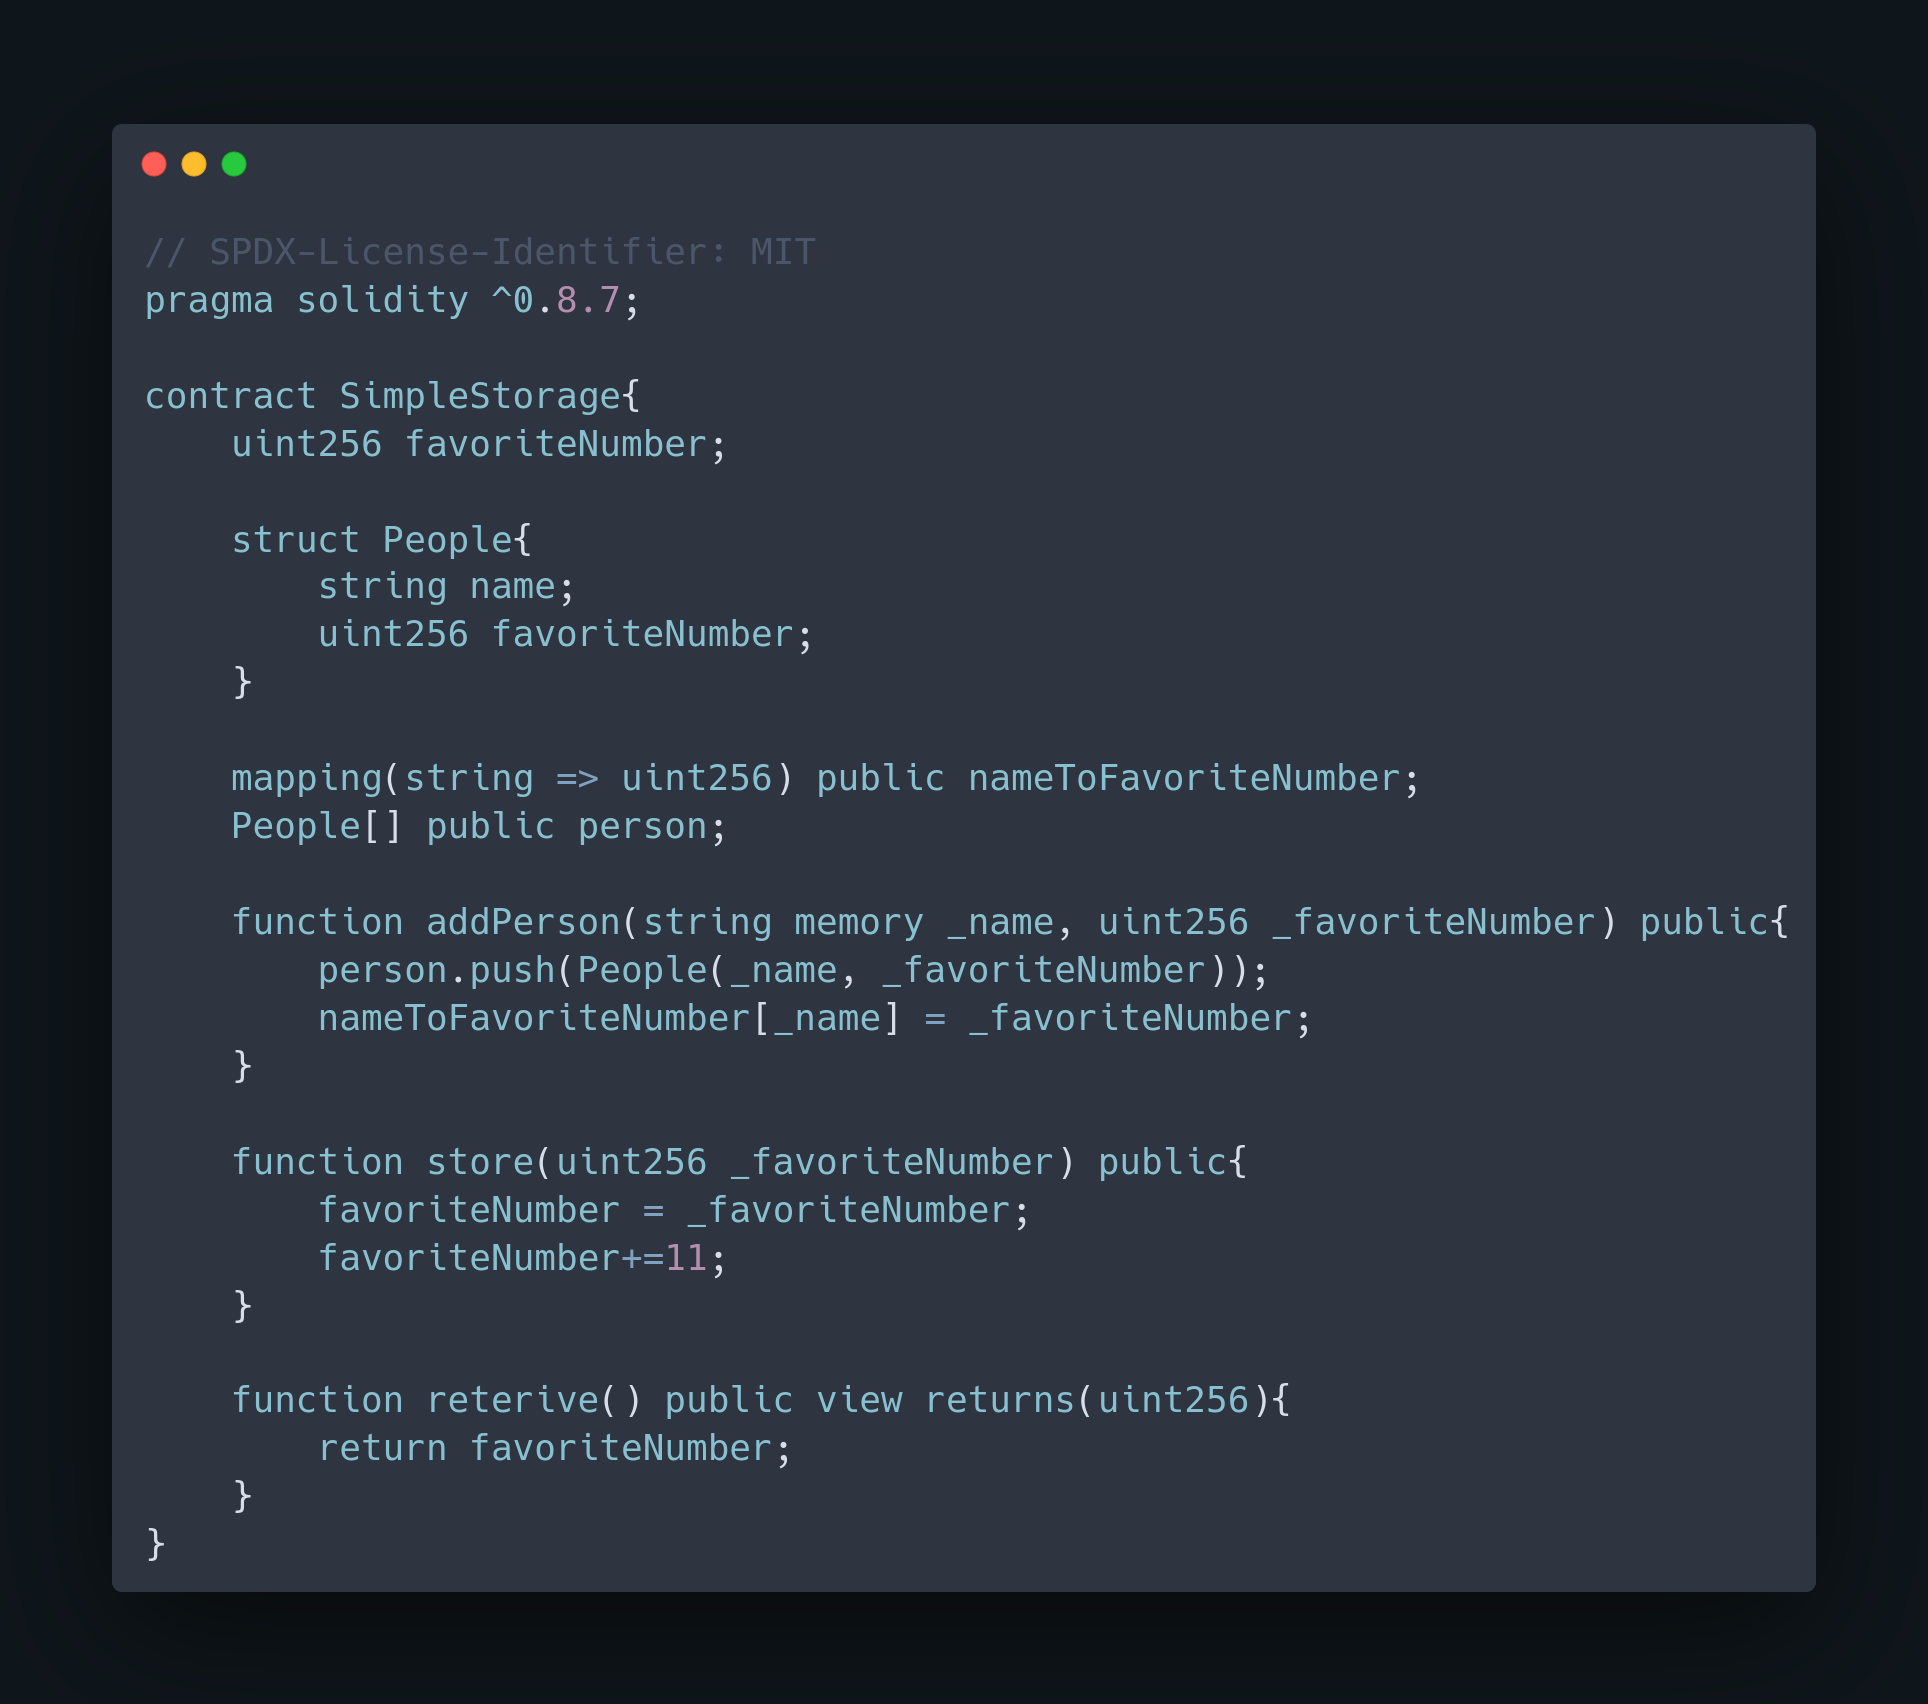 // SPDX-License-Identifier: MIT
pragma solidity ^0.8.7;
contract SimpleStorage{
    uint256 favoriteNumber;
    struct People{
        string name;
        uint256 favoriteNumber;
    }
    mapping(string => uint256) public nameToFavoriteNumber;
    People[] public person;
    function addPerson(string memory _name, uint256 _favoriteNumber) public{
        person.push(People(_name, _favoriteNumber));
        nameToFavoriteNumber[_name] = _favoriteNumber;
    }
    function store(uint256 _favoriteNumber) public{
        favoriteNumber = _favoriteNumber;
        favoriteNumber+=11;
    }
    function reterive() public view returns(uint256){
        return favoriteNumber;
    }
}